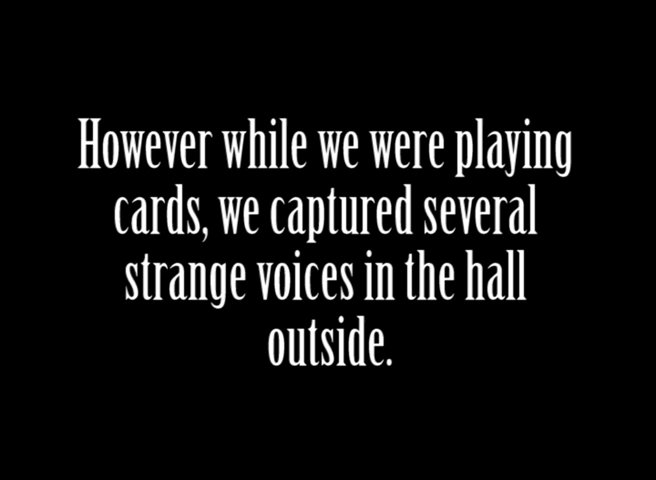 However while we were playing
cards, we captured several
strange voices in the hall
outside.